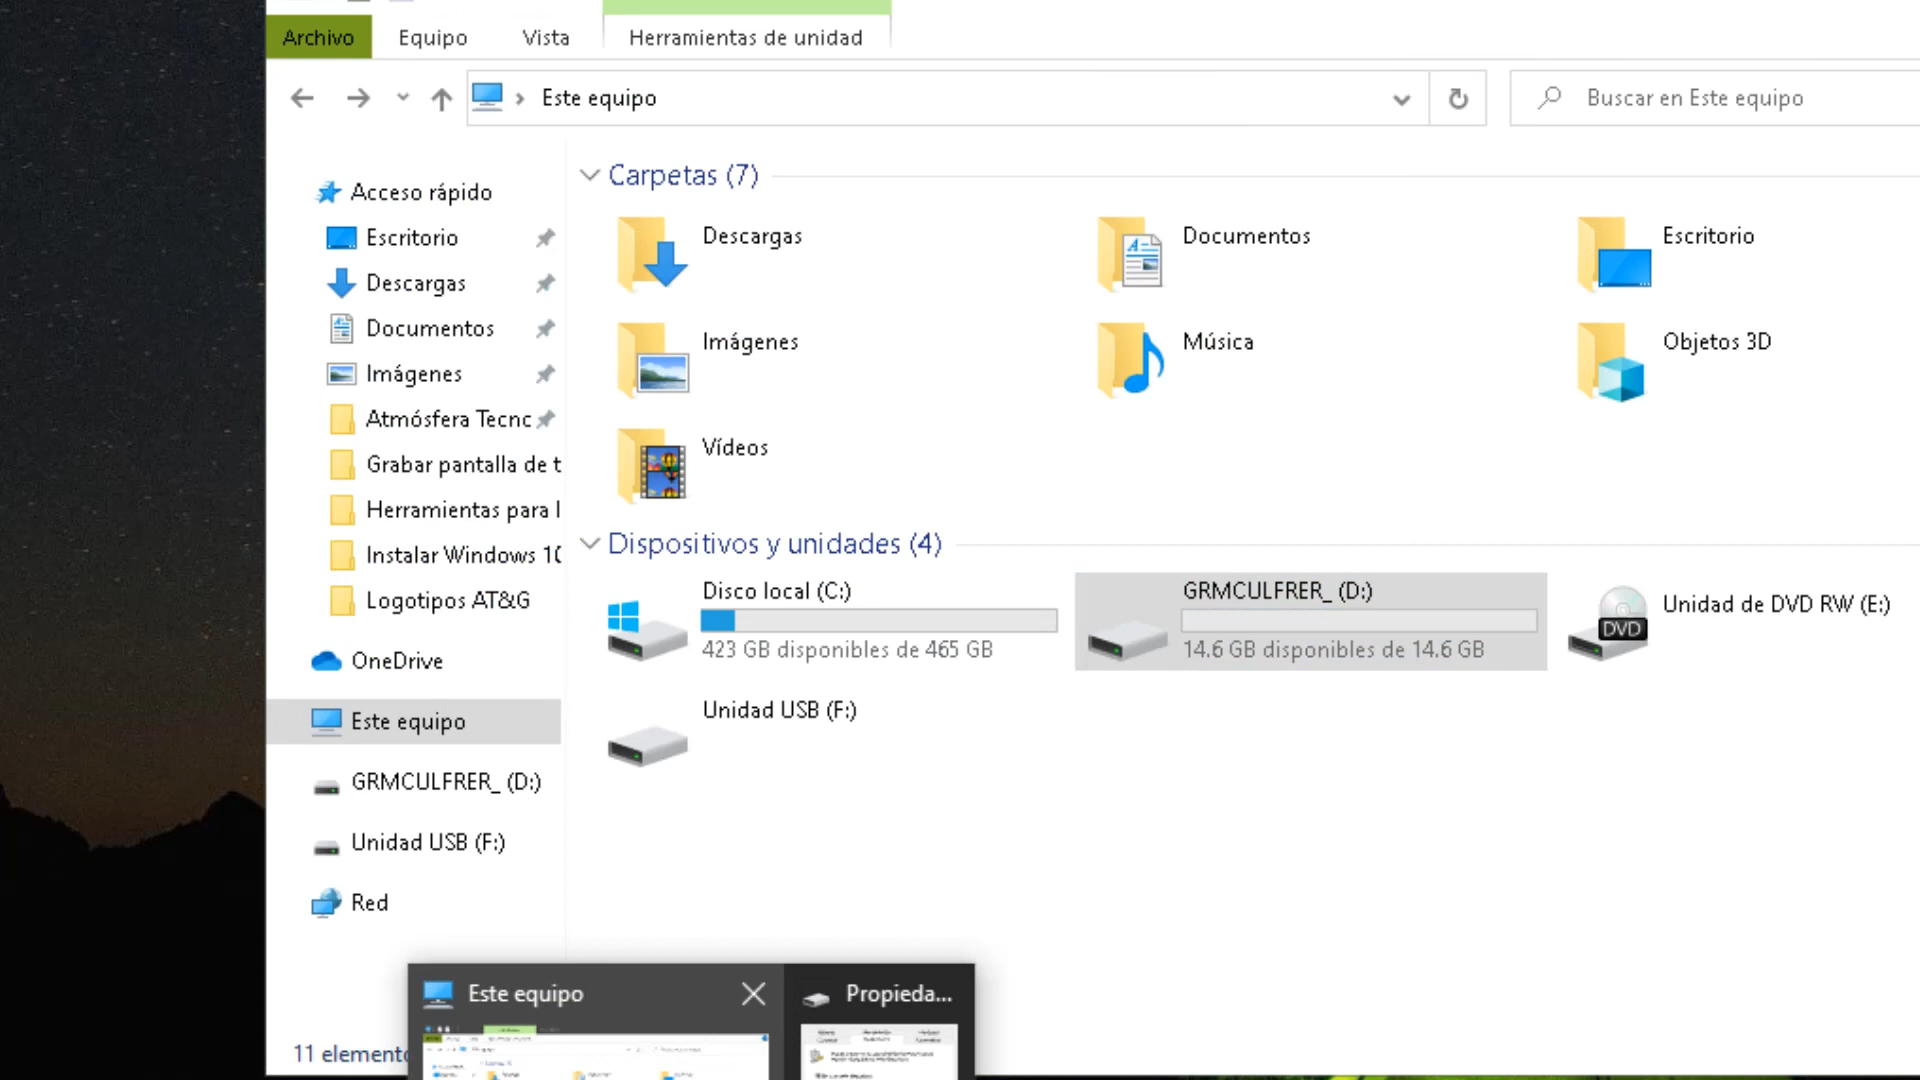 Archivo Equipo Vista Herramientas de unidad
Este equipo
Buscar en Este equipo
Acceso rápido
Escritorio
Descargas
Documentos
Imágenes
Atmósfera Tecnc
Grabar pantalla de t
Herramientas para l
Instalar Windows 10
Logotipos AT&G
OneDrive
Este equipo
GRMCULFRER_ (D:)
Unidad USB (F:)
Red
Carpetas (7)
Descargas
Documentos
Escritorio
Imágenes
Música
Objetos 3D
Vídeos
Dispositivos y unidades (4)
Disco local (C:)
423 GB disponibles de 465 GB
GRMCULFRER_ (D:)
14.6 GB disponibles de 14.6 GB
Unidad de DVD RW (E:)
DVD
Unidad USB (F:)
11 elemento
Este equipo
Propieda...